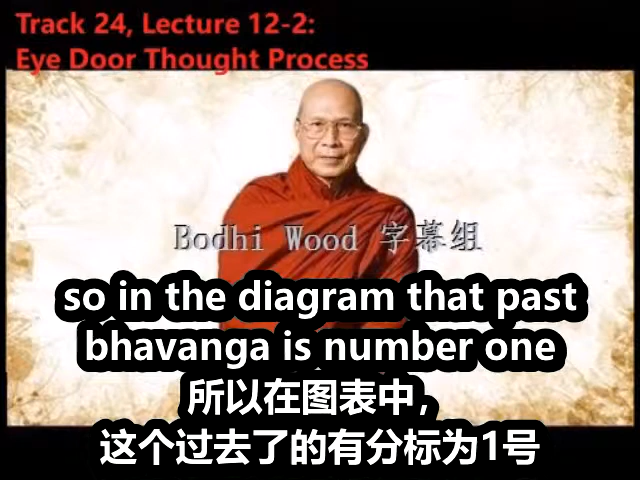 Track 24, Lecture 12-2:
Eye Door Thought Process
Bodhi Wood 字幕组
so in the diagram that past
bhavanga is number one
所以在图表中，
这个过去了的有分标为1号